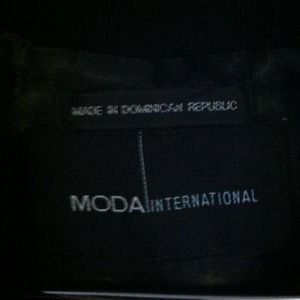 MADE IN DOMINICAN REPUBLIC
MODA INTERNATIONAL